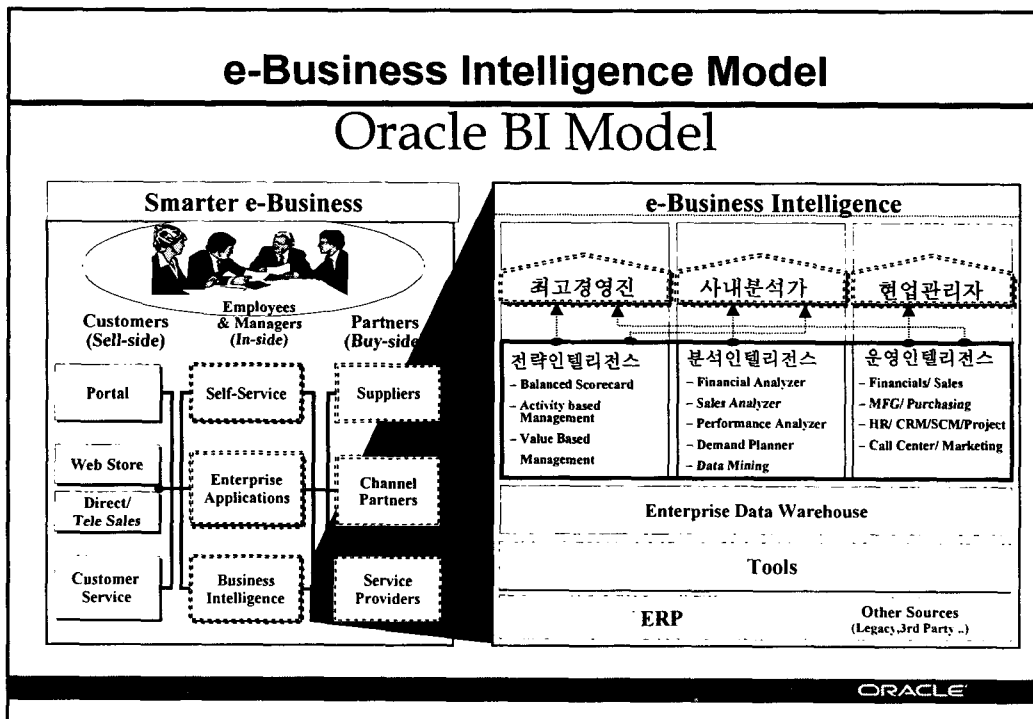 e-Business Intelligence Model
Oracle BI Model
Smarter e-Business
Employees
& Managers
(In-side)
Customers
(Sell-side)
Partners
(Buy-side
Portal
Web Store
Direct/
Tele Sales
Customer
Service
Self-Service
Enterprise
Applications
Business
Intelligence
Suppliers
Channel
Partners
Service
Providers
e-Business Intelligence
최고경영진
사내분석가
현업관리자
전략인텔리전스
– Balanced Scorecard
– Activity based
Management
– Value Based
Management
분석인텔리전스
– Financial Analyzer
– Sales Analyzer
– Performance Analyzer
– Demand Planner
– Data Mining
운영인텔리전스
– Financials/ Sales
– MFG/ Purchasing
– HR/ CRM/SCM/Project
– Call Center/ Marketing
Enterprise Data Warehouse
Tools
ERP
Other Sources
(Legacy,3rd Party ..)
ORACLE